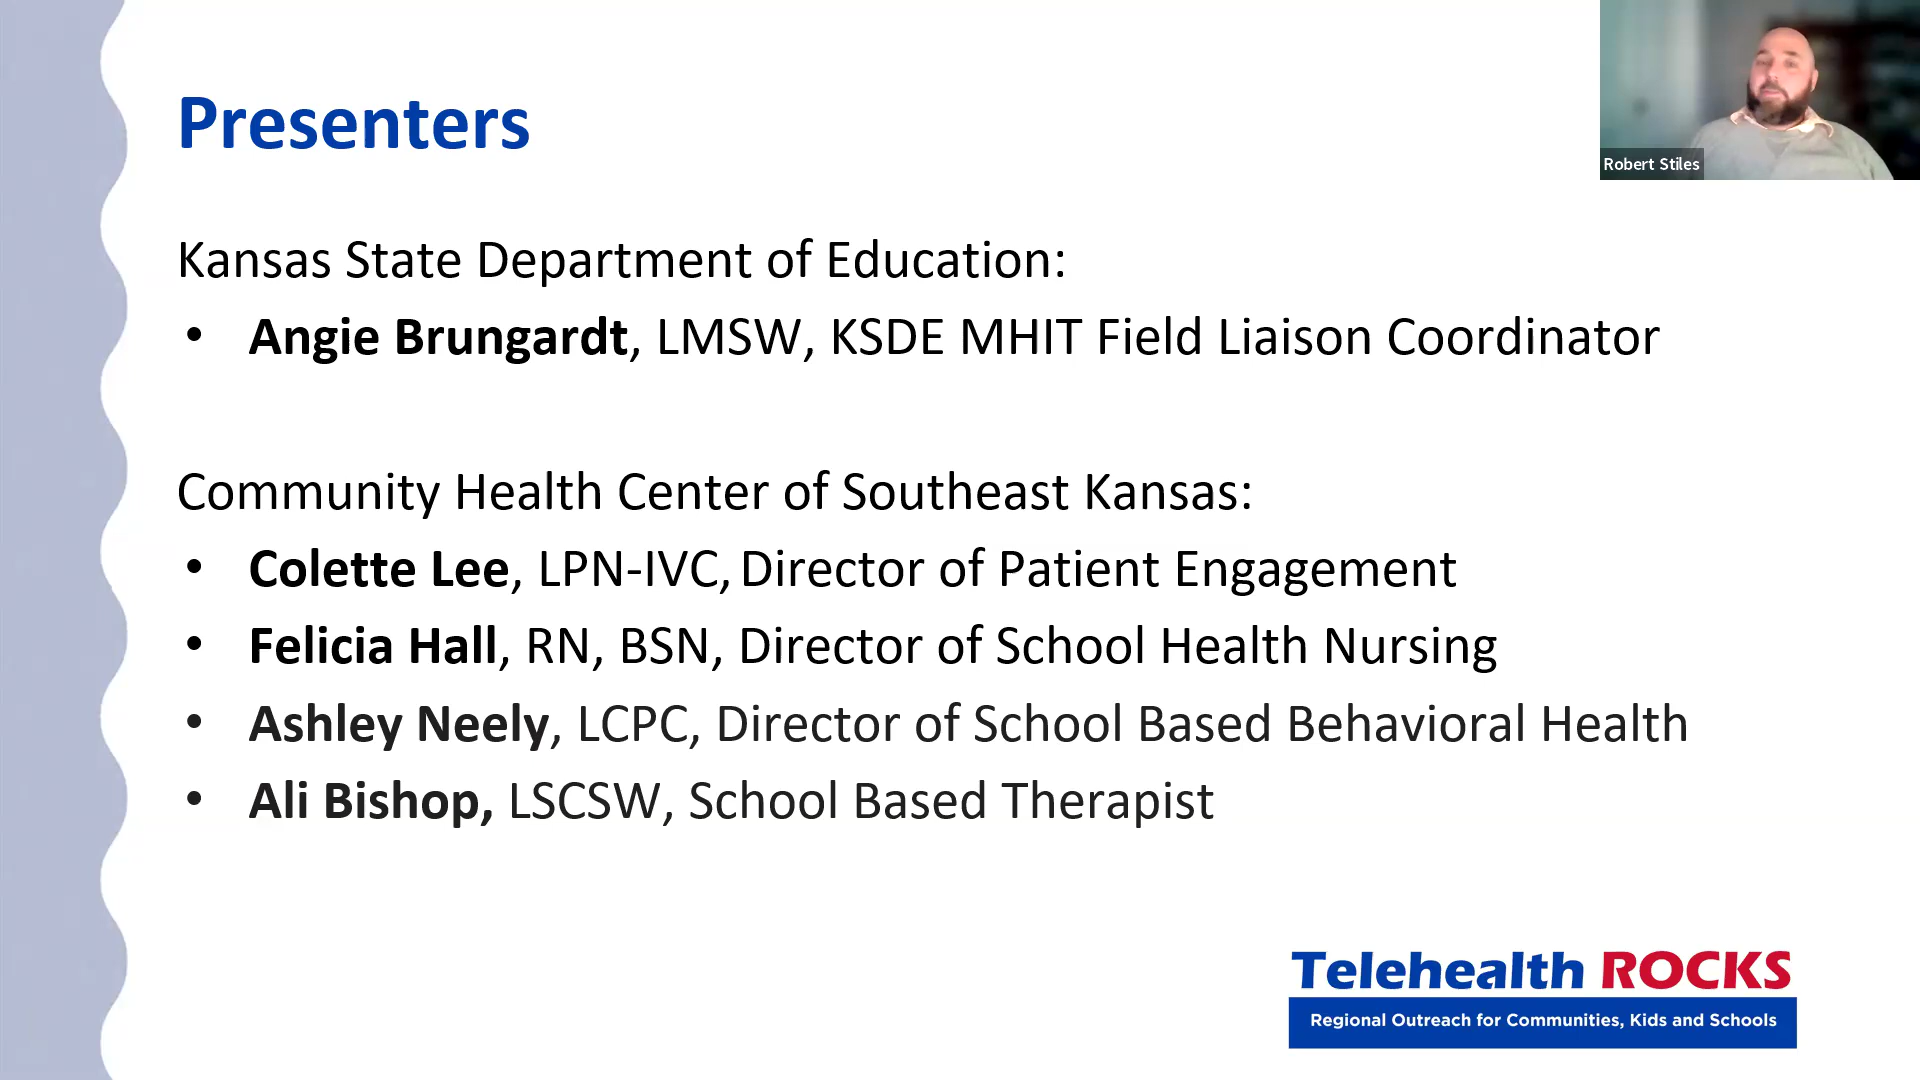 Presenters
Robert Stiles
Kansas State Department of Education:
• Angie Brungardt, LMSW, KSDE MHIT Field Liaison Coordinator
Community Health Center of Southeast Kansas:
• Colette Lee, LPN-IVC, Director of Patient Engagement
• Felicia Hall, RN, BSN, Director of School Health Nursing
• Ashley Neely, LCPC, Director of School Based Behavioral Health
• Ali Bishop, LSCSW, School Based Therapist
Telehealth ROCKS
Regional Outreach for Communities, Kids and Schools